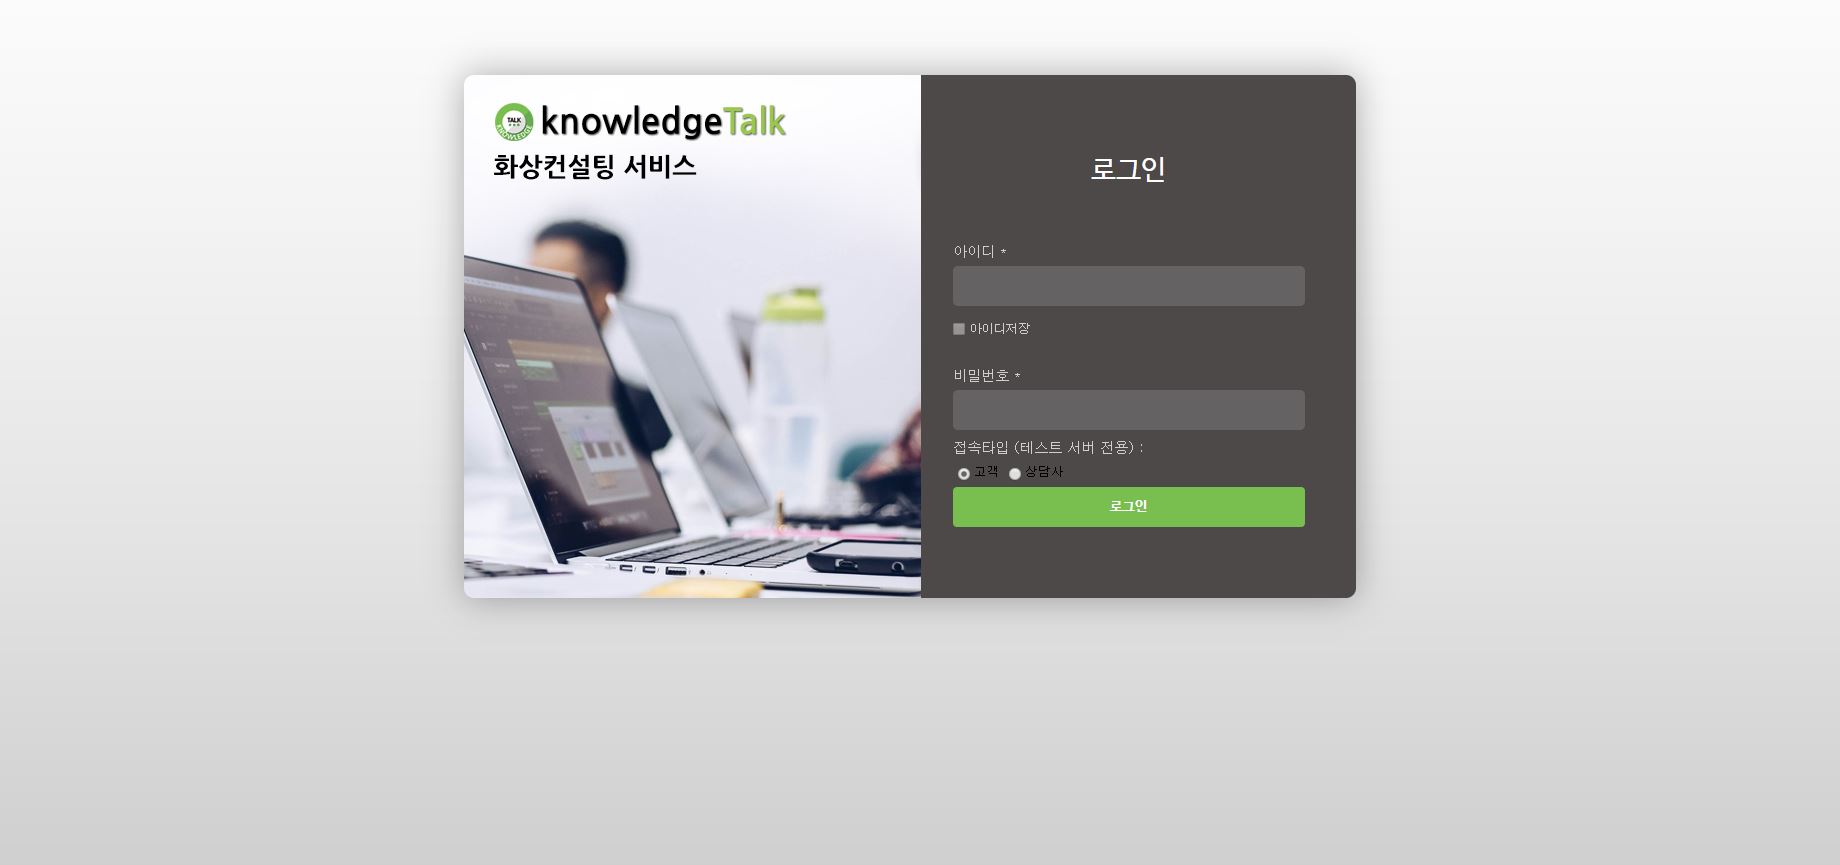 knowledgeTalk
화상컨설팅 서비스
로그인
아이디 *
아이디저장
비밀번호 *
접속타입 (테스트 서버 전용) :
고객 상담사
로그인